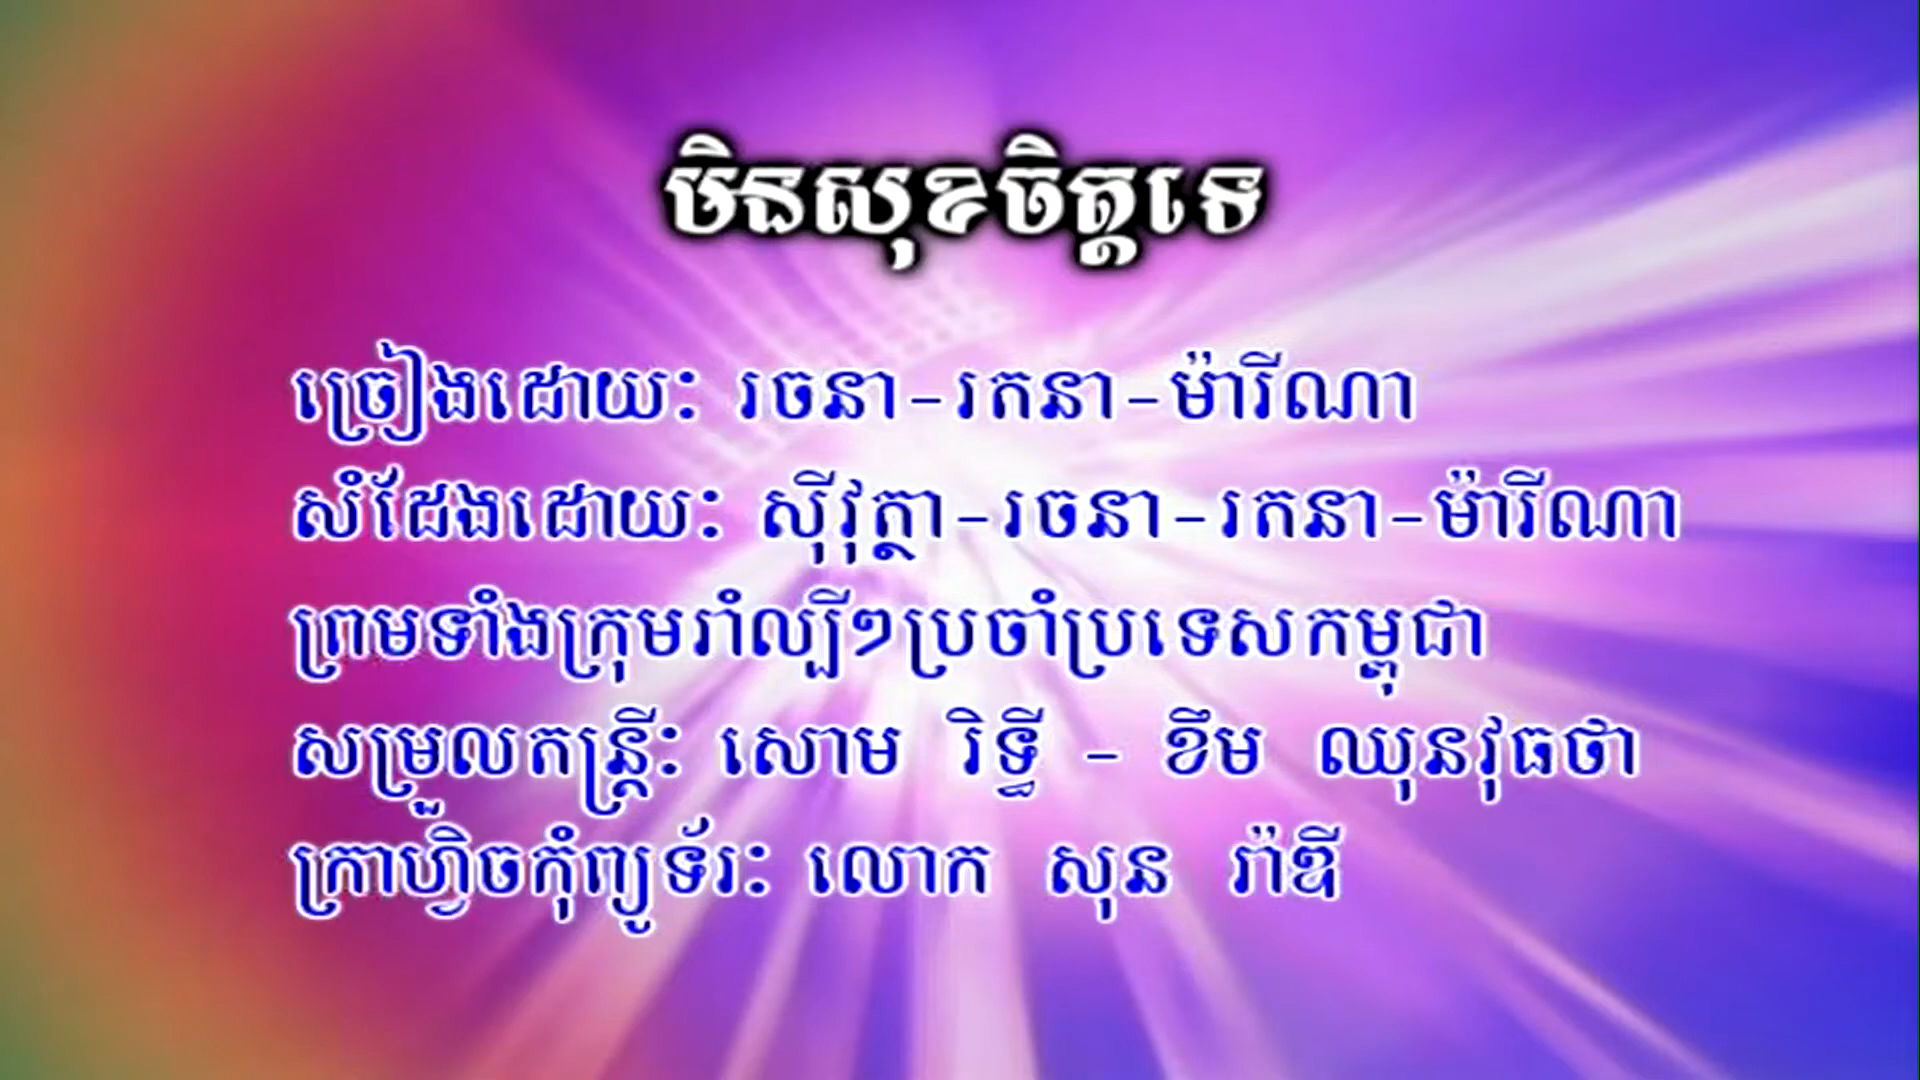 មិនសុខចិត្តទេ
ច្រៀងដោយៈ រចនា-រតនា-ម៉ារីណា
សំដែងដោយៈ ស៊ីវុត្ថា-រចនា-រតនា-ម៉ារីណា
ព្រមទាំងក្រុមរាំល្បីៗប្រចាំប្រទេសកម្ពុជា
សម្រួលតន្ត្រីៈ សោម រិទ្ធី - ខឹម ឈុនវុធថា
ក្រាហ្វិចកុំព្យូទ័រៈ លោក សុន រ៉ាឌី